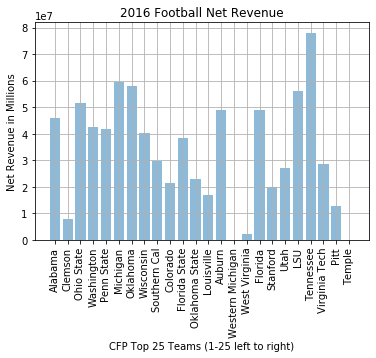 2016 Football Net Revenue
1e7
8
7
6
5
4
3
2
1
0
Net Revenue in Millions
Alabama
Clemson
Ohio State
Washington
Penn State
Michigan
Oklahoma
Wisconsin
Southern Cal
Colorado
Florida State
Oklahoma State
Louisville
Auburn
Western Michigan
West Virginia
Florida
Stanford
Utah
LSU
Tennessee
Virginia Tech
Pitt
Temple
CFP Top 25 Teams (1-25 left to right)